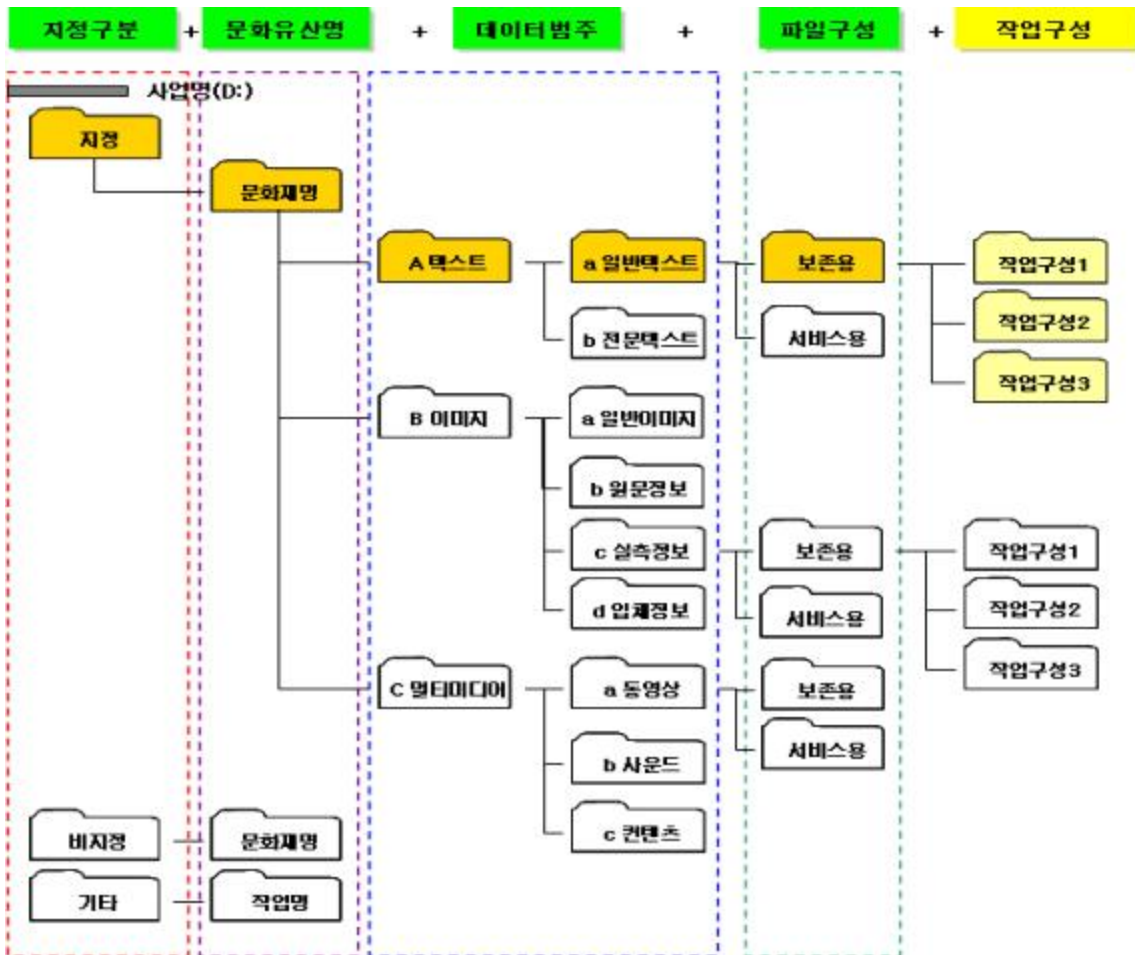 지정구분 + 문화유산명 + 데이터범주 + 파일구성 + 작업구성
사업명(D:)
지정
문화재명
A 텍스트 a 일반텍스트 보존용 작업구성1
작업구성2
b 전문텍스트 서비스용
작업구성3
B 이미지 a 일반이미지
b 원문정보
c 실측정보 보존용 작업구성1
d 입체정보 서비스용 작업구성2
작업구성3
C 멀티미디어 a 동영상 보존용
b 사운드 서비스용
c 컨텐츠
비지정 문화재명
기타 작업명